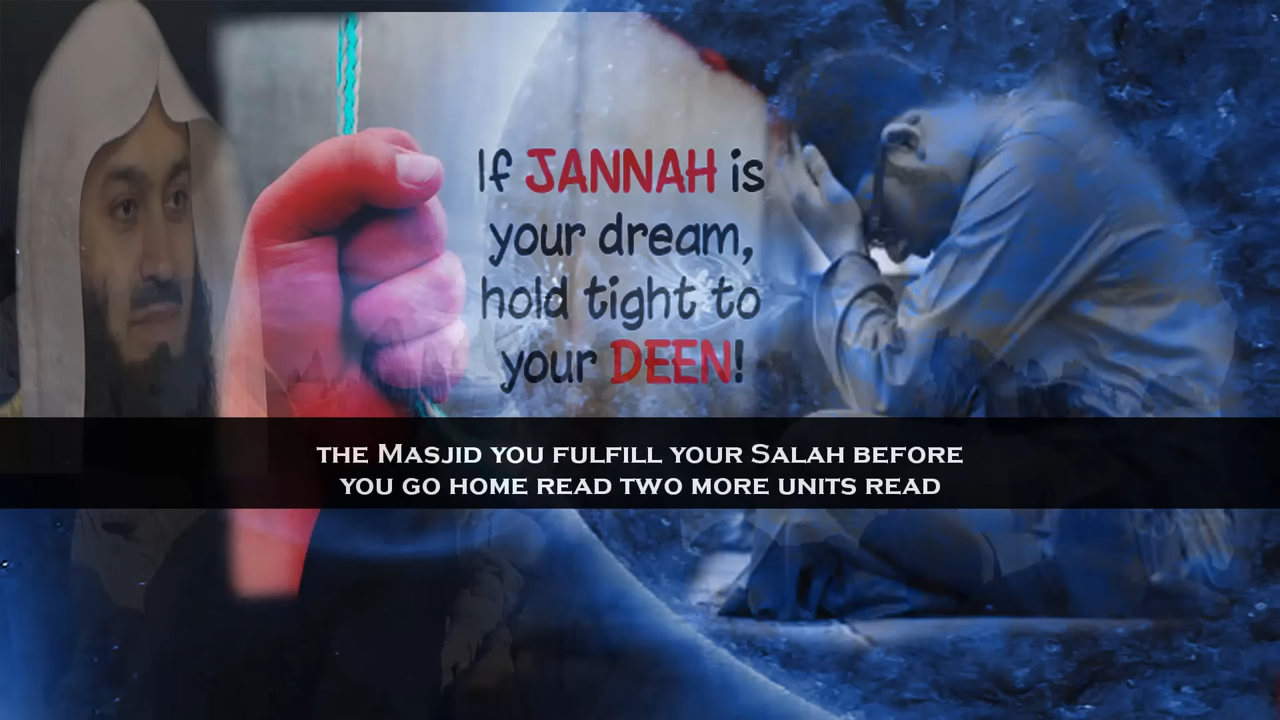 If JANNAH is
your dream,
hold tight to
your DEEN!
THE MASJID YOU FULFILL YOUR SALAH BEFORE
YOU GO HOME READ TWO MORE UNITS READ